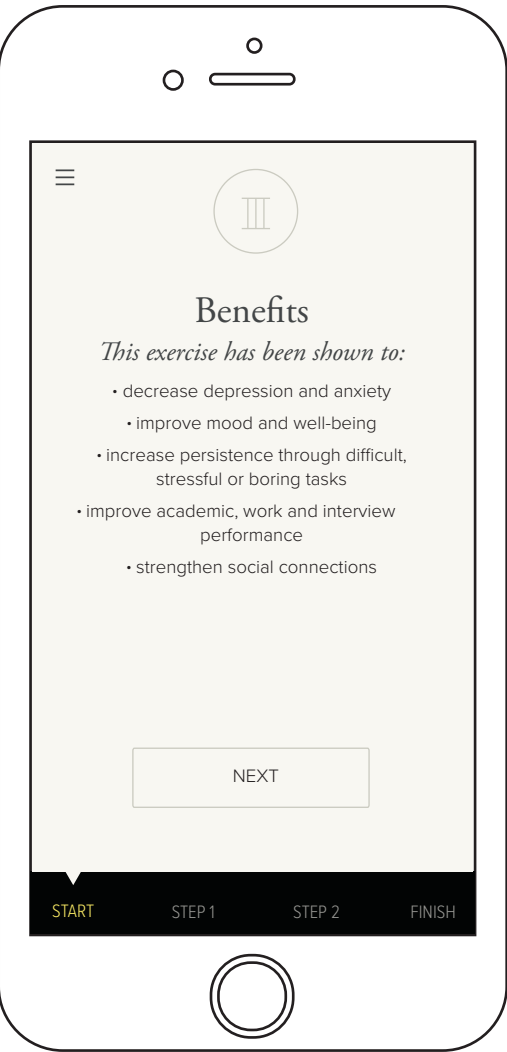 III
Benefits
This exercise has been shown to:
• decrease depression and anxiety
• improve mood and well-being
• increase persistence through difficult,
stressful or boring tasks
• improve academic, work and interview
performance
• strengthen social connections
NEXT
START STEP 1 STEP 2 FINISH